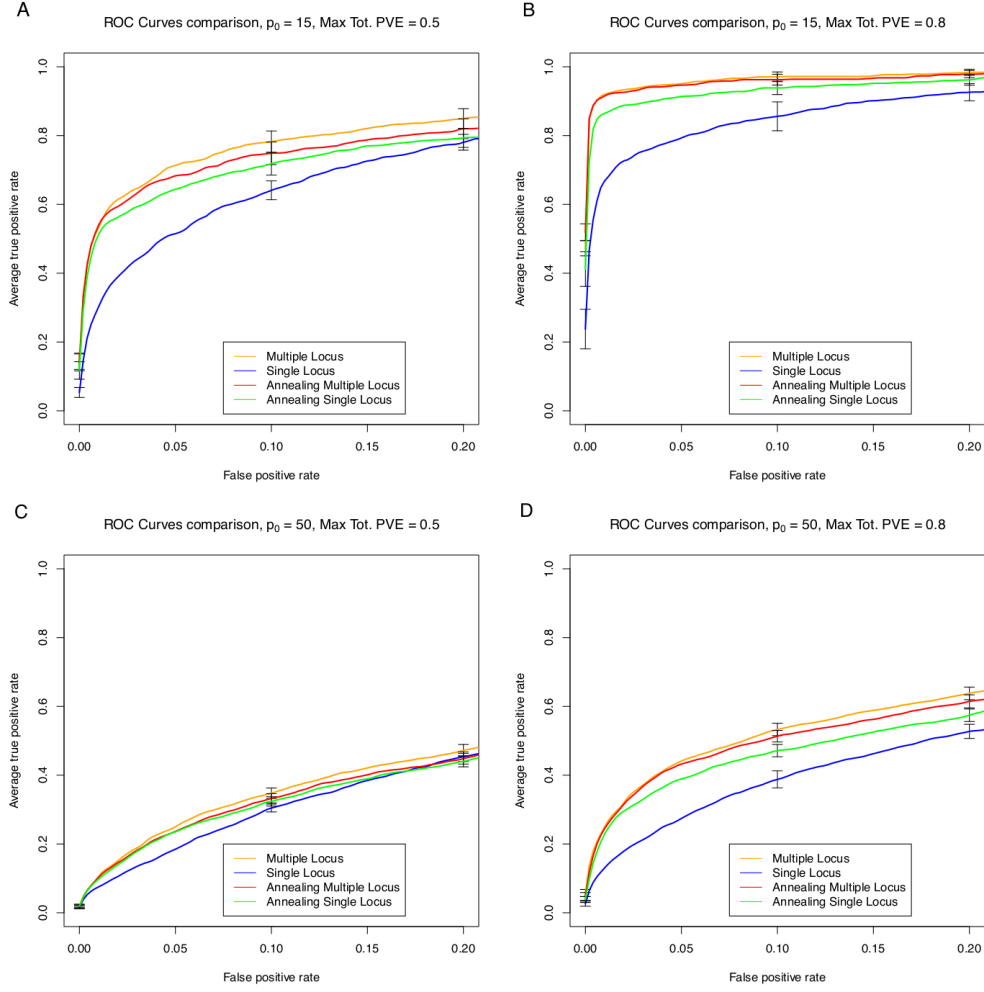 A
ROC Curves comparison, p₀ = 15, Max Tot. PVE = 0.5
Average true positive rate
1.0
0.8
0.6
0.4
0.2
0.0
Multiple Locus
Single Locus
Annealing Multiple Locus
Annealing Single Locus
0.00 0.05 0.10 0.15 0.20
False positive rate
B
ROC Curves comparison, p₀ = 15, Max Tot. PVE = 0.8
Average true positive rate
1.0
0.8
0.6
0.4
0.2
0.0
Multiple Locus
Single Locus
Annealing Multiple Locus
Annealing Single Locus
0.00 0.05 0.10 0.15 0.20
False positive rate
C
ROC Curves comparison, p₀ = 50, Max Tot. PVE = 0.5
Average true positive rate
1.0
0.8
0.6
0.4
0.2
0.0
Multiple Locus
Single Locus
Annealing Multiple Locus
Annealing Single Locus
0.00 0.05 0.10 0.15 0.20
False positive rate
D
ROC Curves comparison, p₀ = 50, Max Tot. PVE = 0.8
Average true positive rate
1.0
0.8
0.6
0.4
0.2
0.0
Multiple Locus
Single Locus
Annealing Multiple Locus
Annealing Single Locus
0.00 0.05 0.10 0.15 0.20
False positive rate